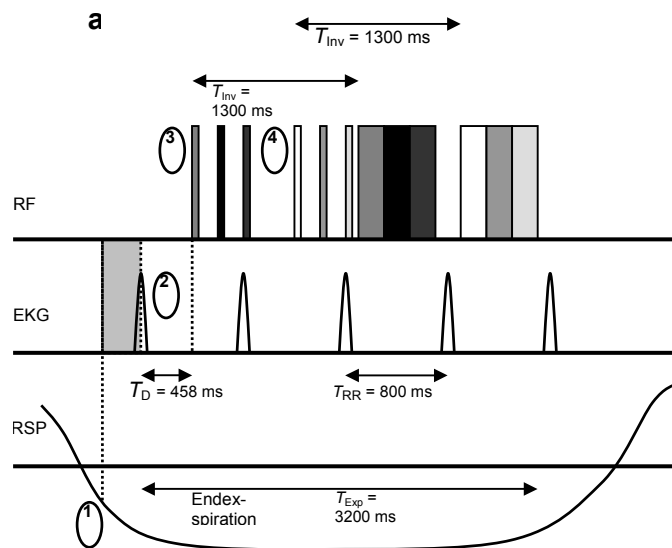 a
T_Inv = 1300 ms
T_Inv =
1300 ms
3
4
RF
2
EKG
T_D = 458 ms
T_RR = 800 ms
RSP
Endex-
spiration
T_Exp =
3200 ms
1